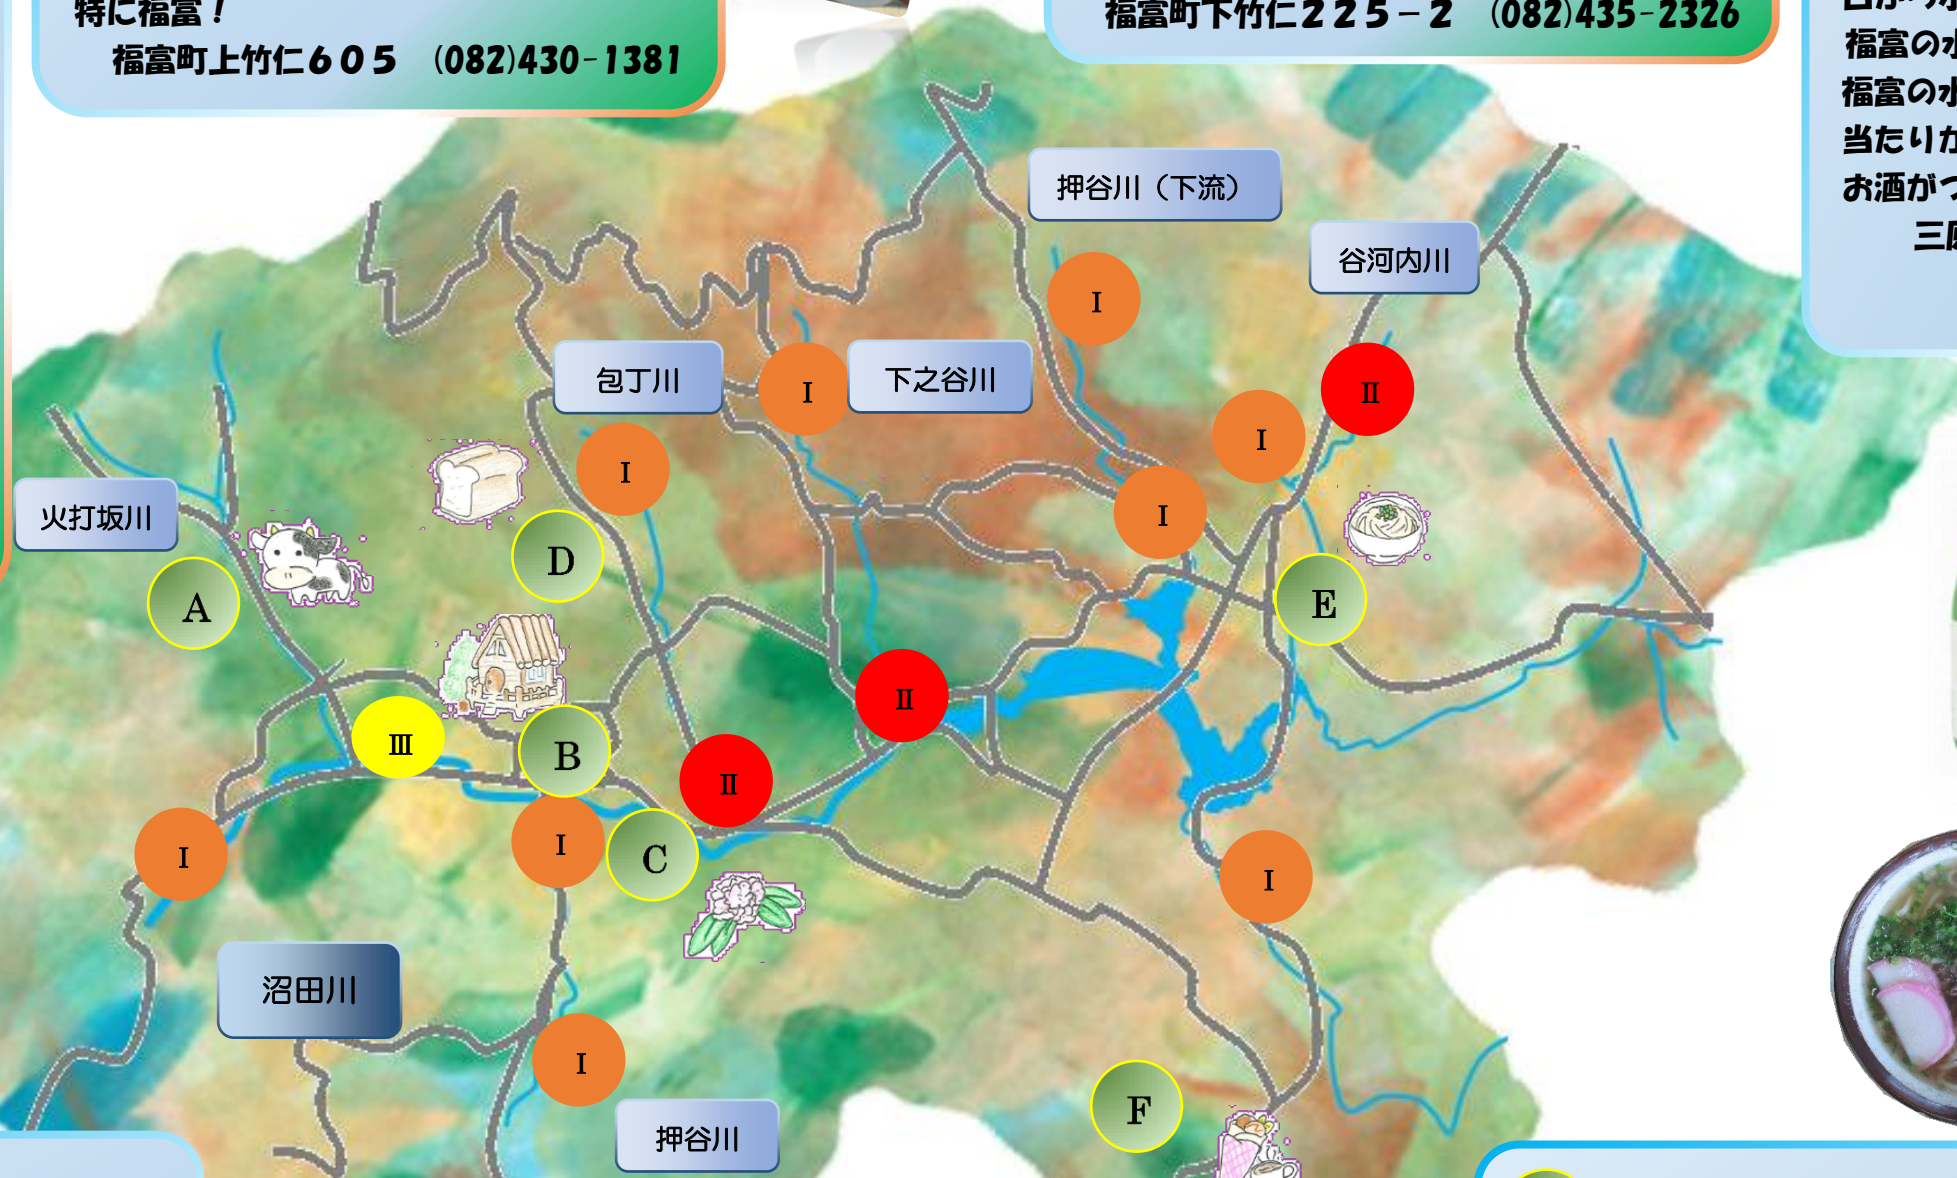 特に福富！
福富町上竹仁６０５　(082)430-1381
福富町下竹仁２２５－２　(082)435-2326
福富の水
福富の水
当たりが
お酒がつ
押谷川（下流）
谷河内川
I
包丁川
I
下之谷川
II
I
I
火打坂川
I
D
A
E
II
III
B
II
I
I
C
I
沼田川
I
F
押谷川